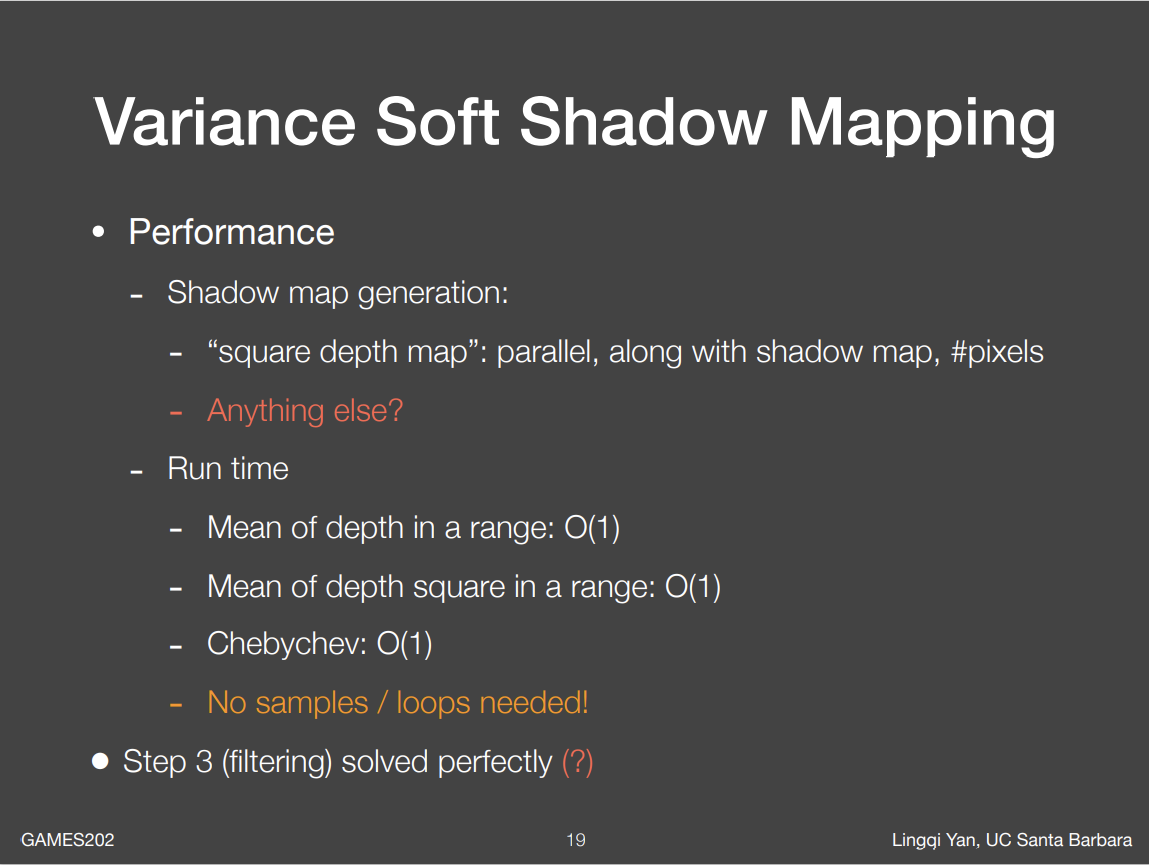 Variance Soft Shadow Mapping
• Performance
- Shadow map generation:
- “square depth map”: parallel, along with shadow map, #pixels
- Anything else?
- Run time
- Mean of depth in a range: O(1)
- Mean of depth square in a range: O(1)
- Chebychev: O(1)
- No samples / loops needed!
• Step 3 (filtering) solved perfectly (?)
GAMES202
19
Lingqi Yan, UC Santa Barbara